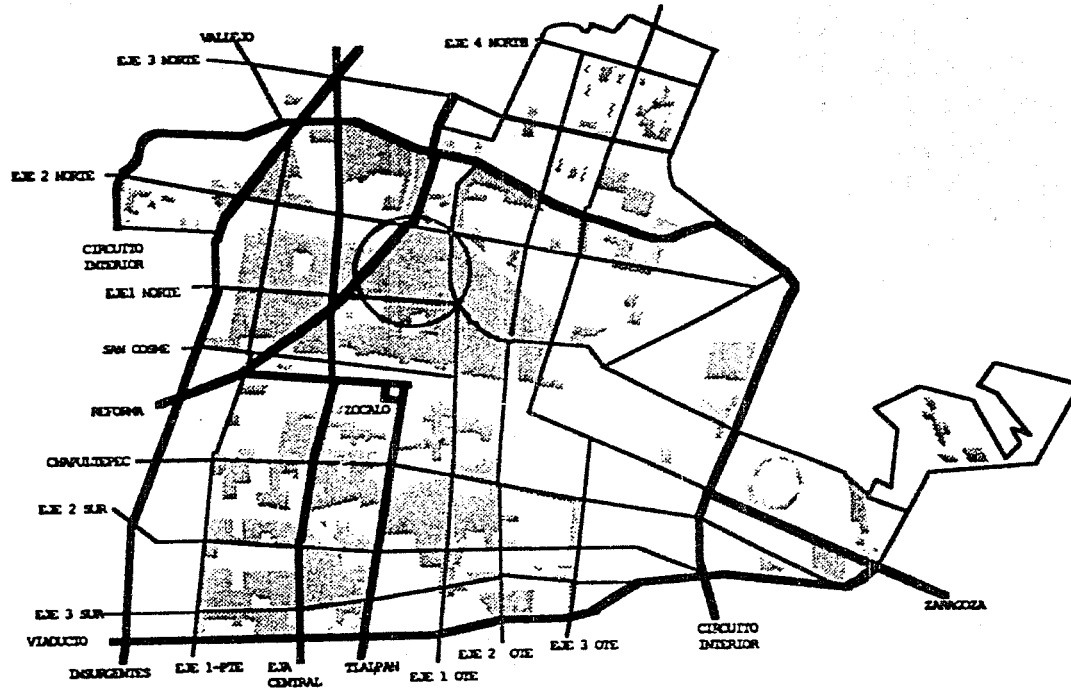 VALLEJO
EJE 3 NORTE
EJE 4 NORTE
EJE 2 NORTE
CIRCUITO
INTERIOR
EJE1 NORTE
SAN COSME
REFORMA
ZOCALO
CHAPULTEPEC
EJE 2 SUR
EJE 3 SUR
VIADUCTO
INSURGENTES
EJE 1-PTE
EJA
CENTRAL
TLALPAN
EJE 1 OTE
EJE 2 OTE
EJE 3 OTE
CIRCUITO
INTERIOR
ZARAGOZA